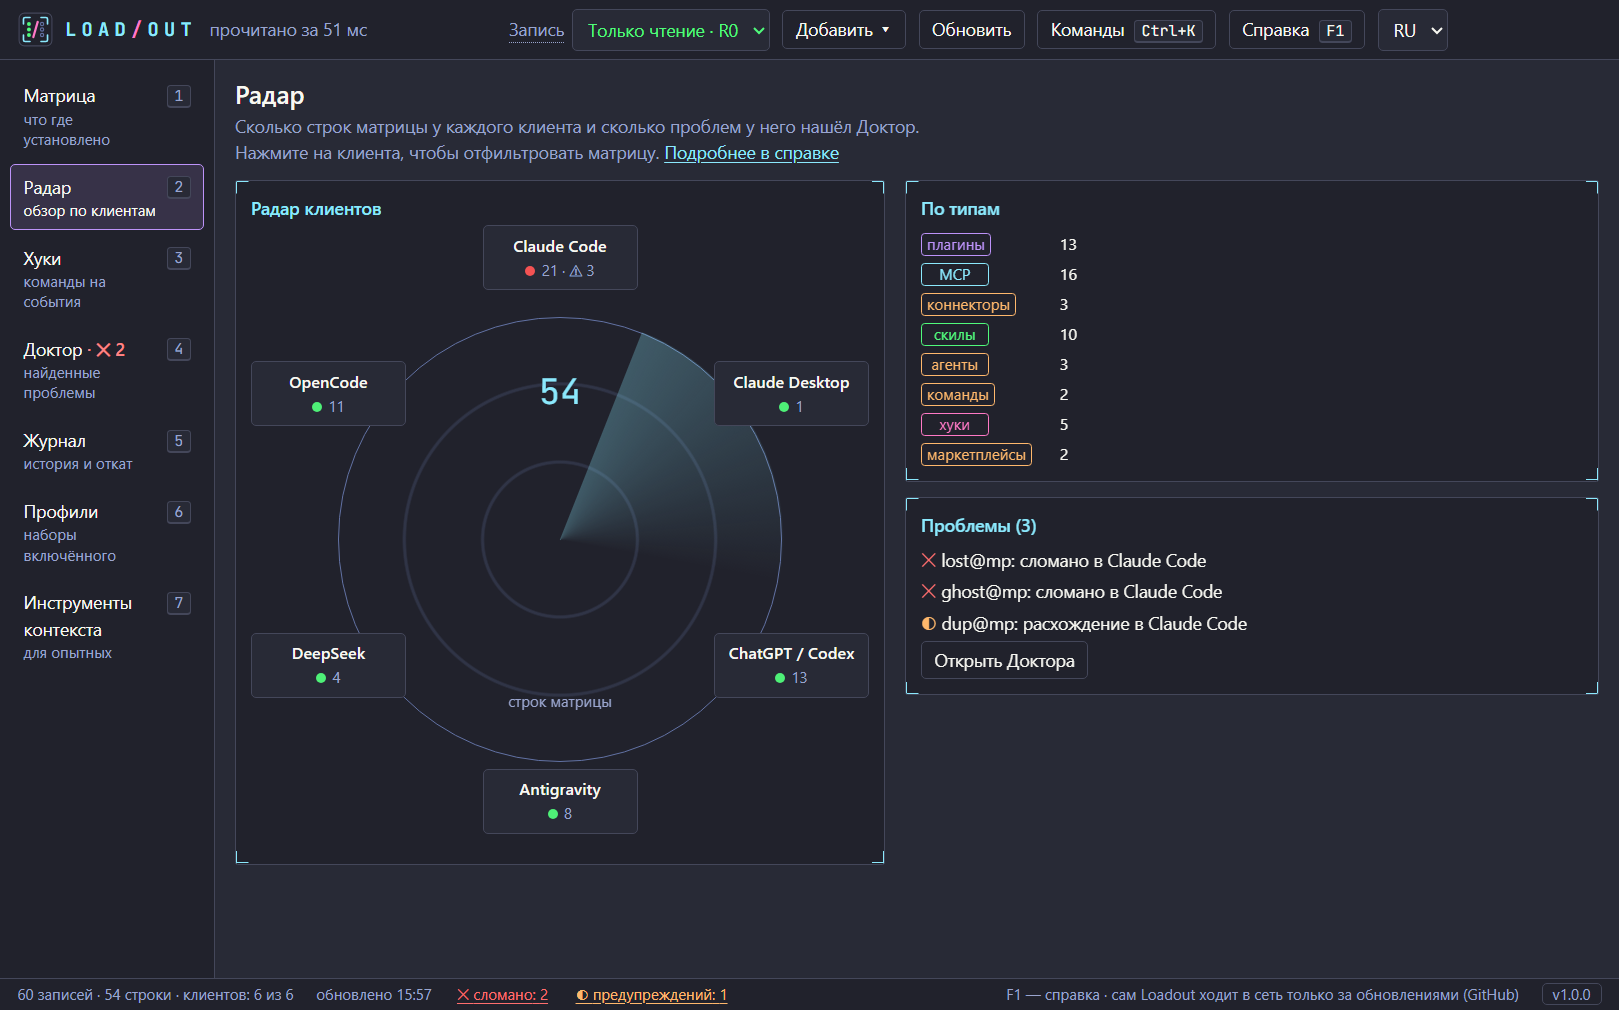 LOAD/OUT прочитано за 51 мс Запись Только чтение · R0 Добавить ▾ Обновить Команды Ctrl+K Справка F1 RU
Матрица 1
что где
установлено
Радар 2
обзор по клиентам
Хуки 3
команды на
события
Доктор · ✕ 2 4
найденные
проблемы
Журнал 5
история и откат
Профили 6
наборы
включённого
Инструменты 7
контекста
для опытных
Радар
Сколько строк матрицы у каждого клиента и сколько проблем у него нашёл Доктор.
Нажмите на клиента, чтобы отфильтровать матрицу. Подробнее в справке
Радар клиентов
Claude Code
● 21 · ⚠ 3
OpenCode
● 11
54
Claude Desktop
● 1
DeepSeek
● 4
ChatGPT / Codex
● 13
строк матрицы
Antigravity
● 8
По типам
плагины 13
MCP 16
коннекторы 3
скилы 10
агенты 3
команды 2
хуки 5
маркетплейсы 2
Проблемы (3)
✕ lost@mp: сломано в Claude Code
✕ ghost@mp: сломано в Claude Code
◐ dup@mp: расхождение в Claude Code
Открыть Доктора
60 записей · 54 строки · клиентов: 6 из 6 обновлено 15:57 ✕ сломано: 2 ◐ предупреждений: 1 F1 — справка · сам Loadout ходит в сеть только за обновлениями (GitHub) v1.0.0